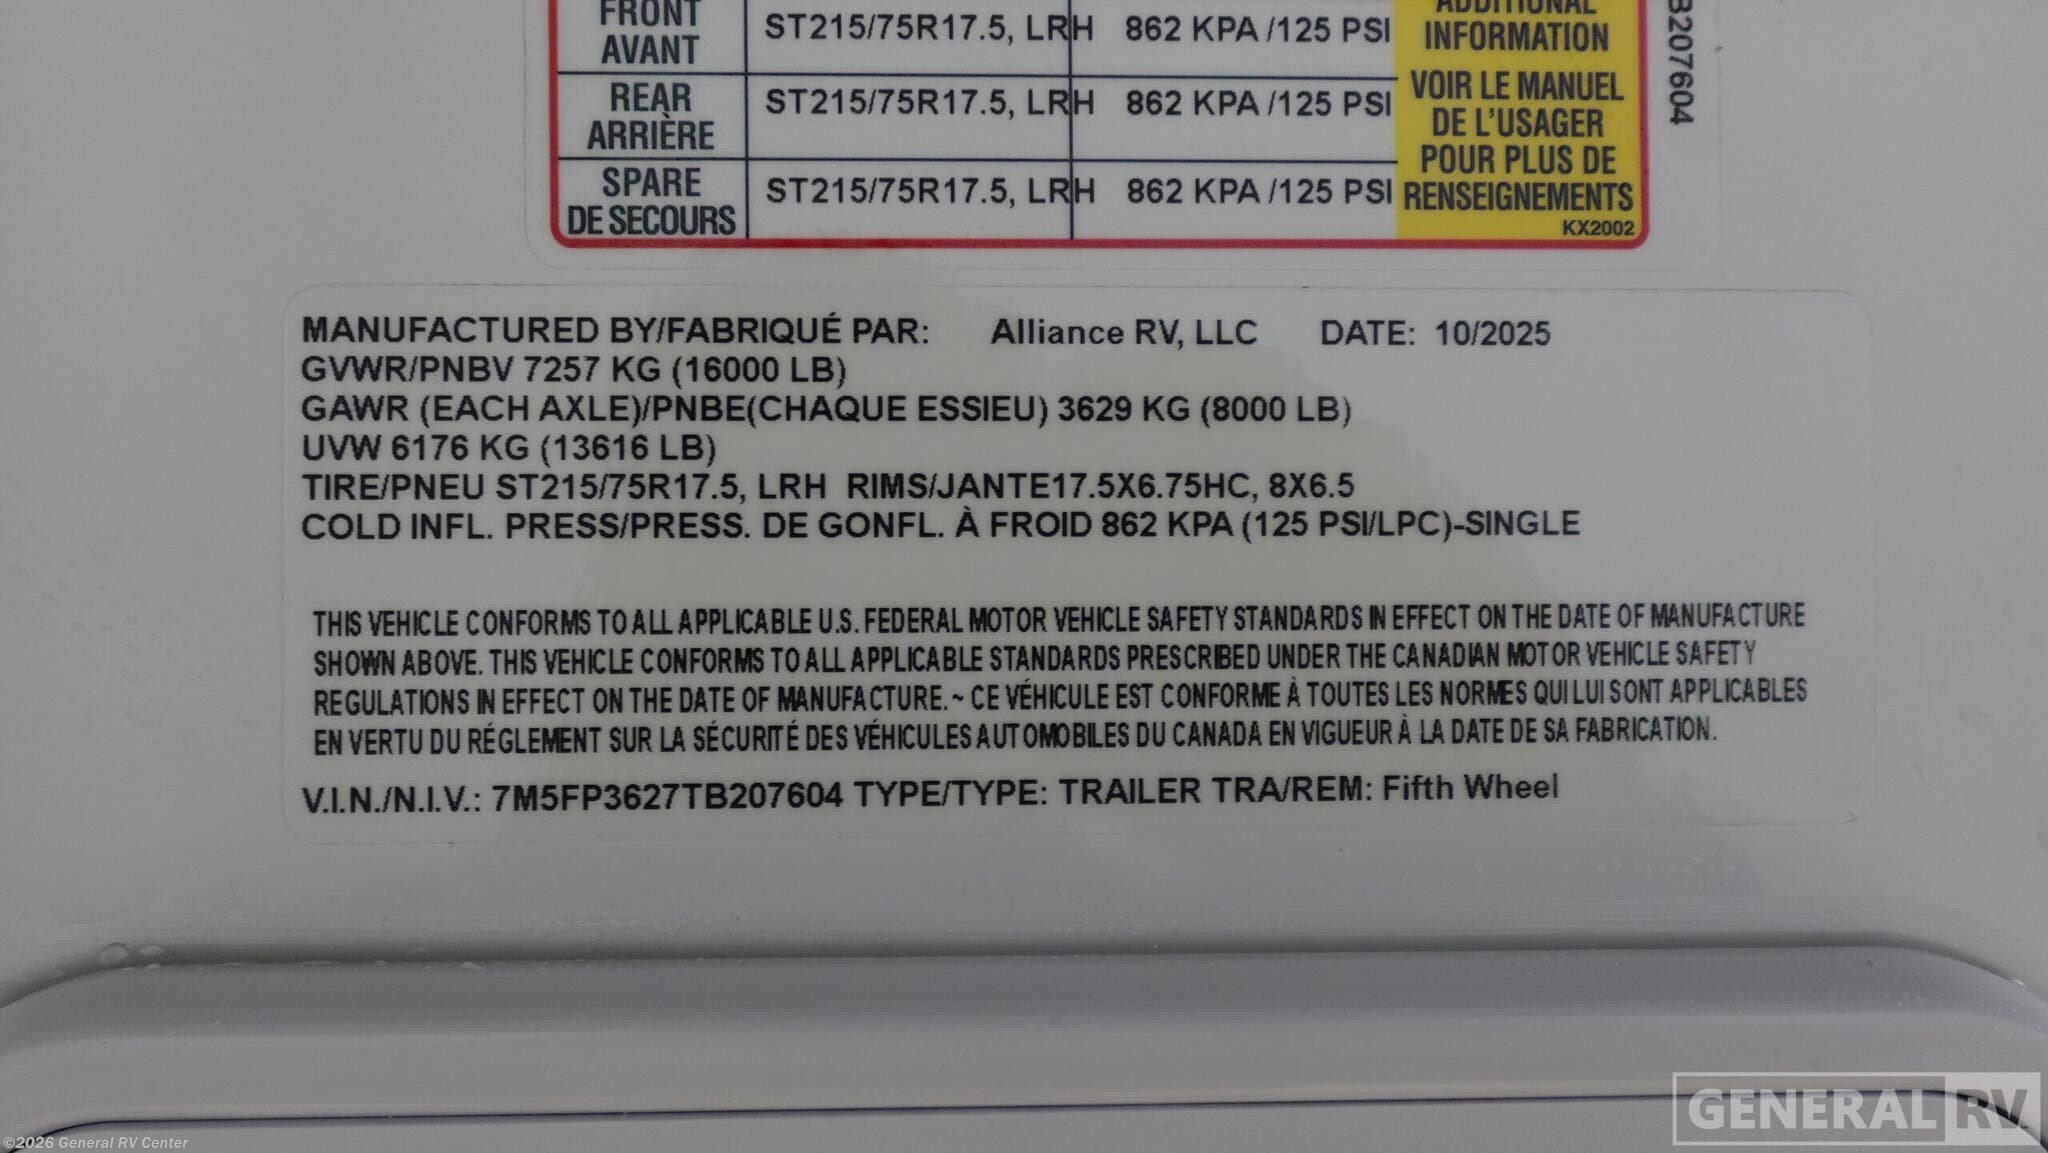 FRONT
AVANT
ST215/75R17.5, LRH 862 KPA /125 PSI
REAR
ARRIÈRE
ST215/75R17.5, LRH 862 KPA /125 PSI
SPARE
DE SECOURS
ST215/75R17.5, LRH 862 KPA /125 PSI
ADDITIONAL
INFORMATION
VOIR LE MANUEL
DE L'USAGER
POUR PLUS DE
RENSEIGNEMENTS
KX2002
B207604
MANUFACTURED BY/FABRIQUÉ PAR: Alliance RV, LLC DATE: 10/2025
GVWR/PNBV 7257 KG (16000 LB)
GAWR (EACH AXLE)/PNBE(CHAQUE ESSIEU) 3629 KG (8000 LB)
UVW 6176 KG (13616 LB)
TIRE/PNEU ST215/75R17.5, LRH RIMS/JANTE17.5X6.75HC, 8X6.5
COLD INFL. PRESS/PRESS. DE GONFL. À FROID 862 KPA (125 PSI/LPC)-SINGLE
THIS VEHICLE CONFORMS TO ALL APPLICABLE U.S. FEDERAL MOTOR VEHICLE SAFETY STANDARDS IN EFFECT ON THE DATE OF MANUFACTURE
SHOWN ABOVE. THIS VEHICLE CONFORMS TO ALL APPLICABLE STANDARDS PRESCRIBED UNDER THE CANADIAN MOTOR VEHICLE SAFETY
REGULATIONS IN EFFECT ON THE DATE OF MANUFACTURE. ~ CE VÉHICULE EST CONFORME À TOUTES LES NORMES QUI LUI SONT APPLICABLES
EN VERTU DU RÉGLEMENT SUR LA SÉCURITÉ DES VÉHICULES AUTOMOBILES DU CANADA EN VIGUEUR À LA DATE DE SA FABRICATION.
V.I.N./N.I.V.: 7M5FP3627TB207604 TYPE/TYPE: TRAILER TRA/REM: Fifth Wheel
GENERAL RV
©2026 General RV Center